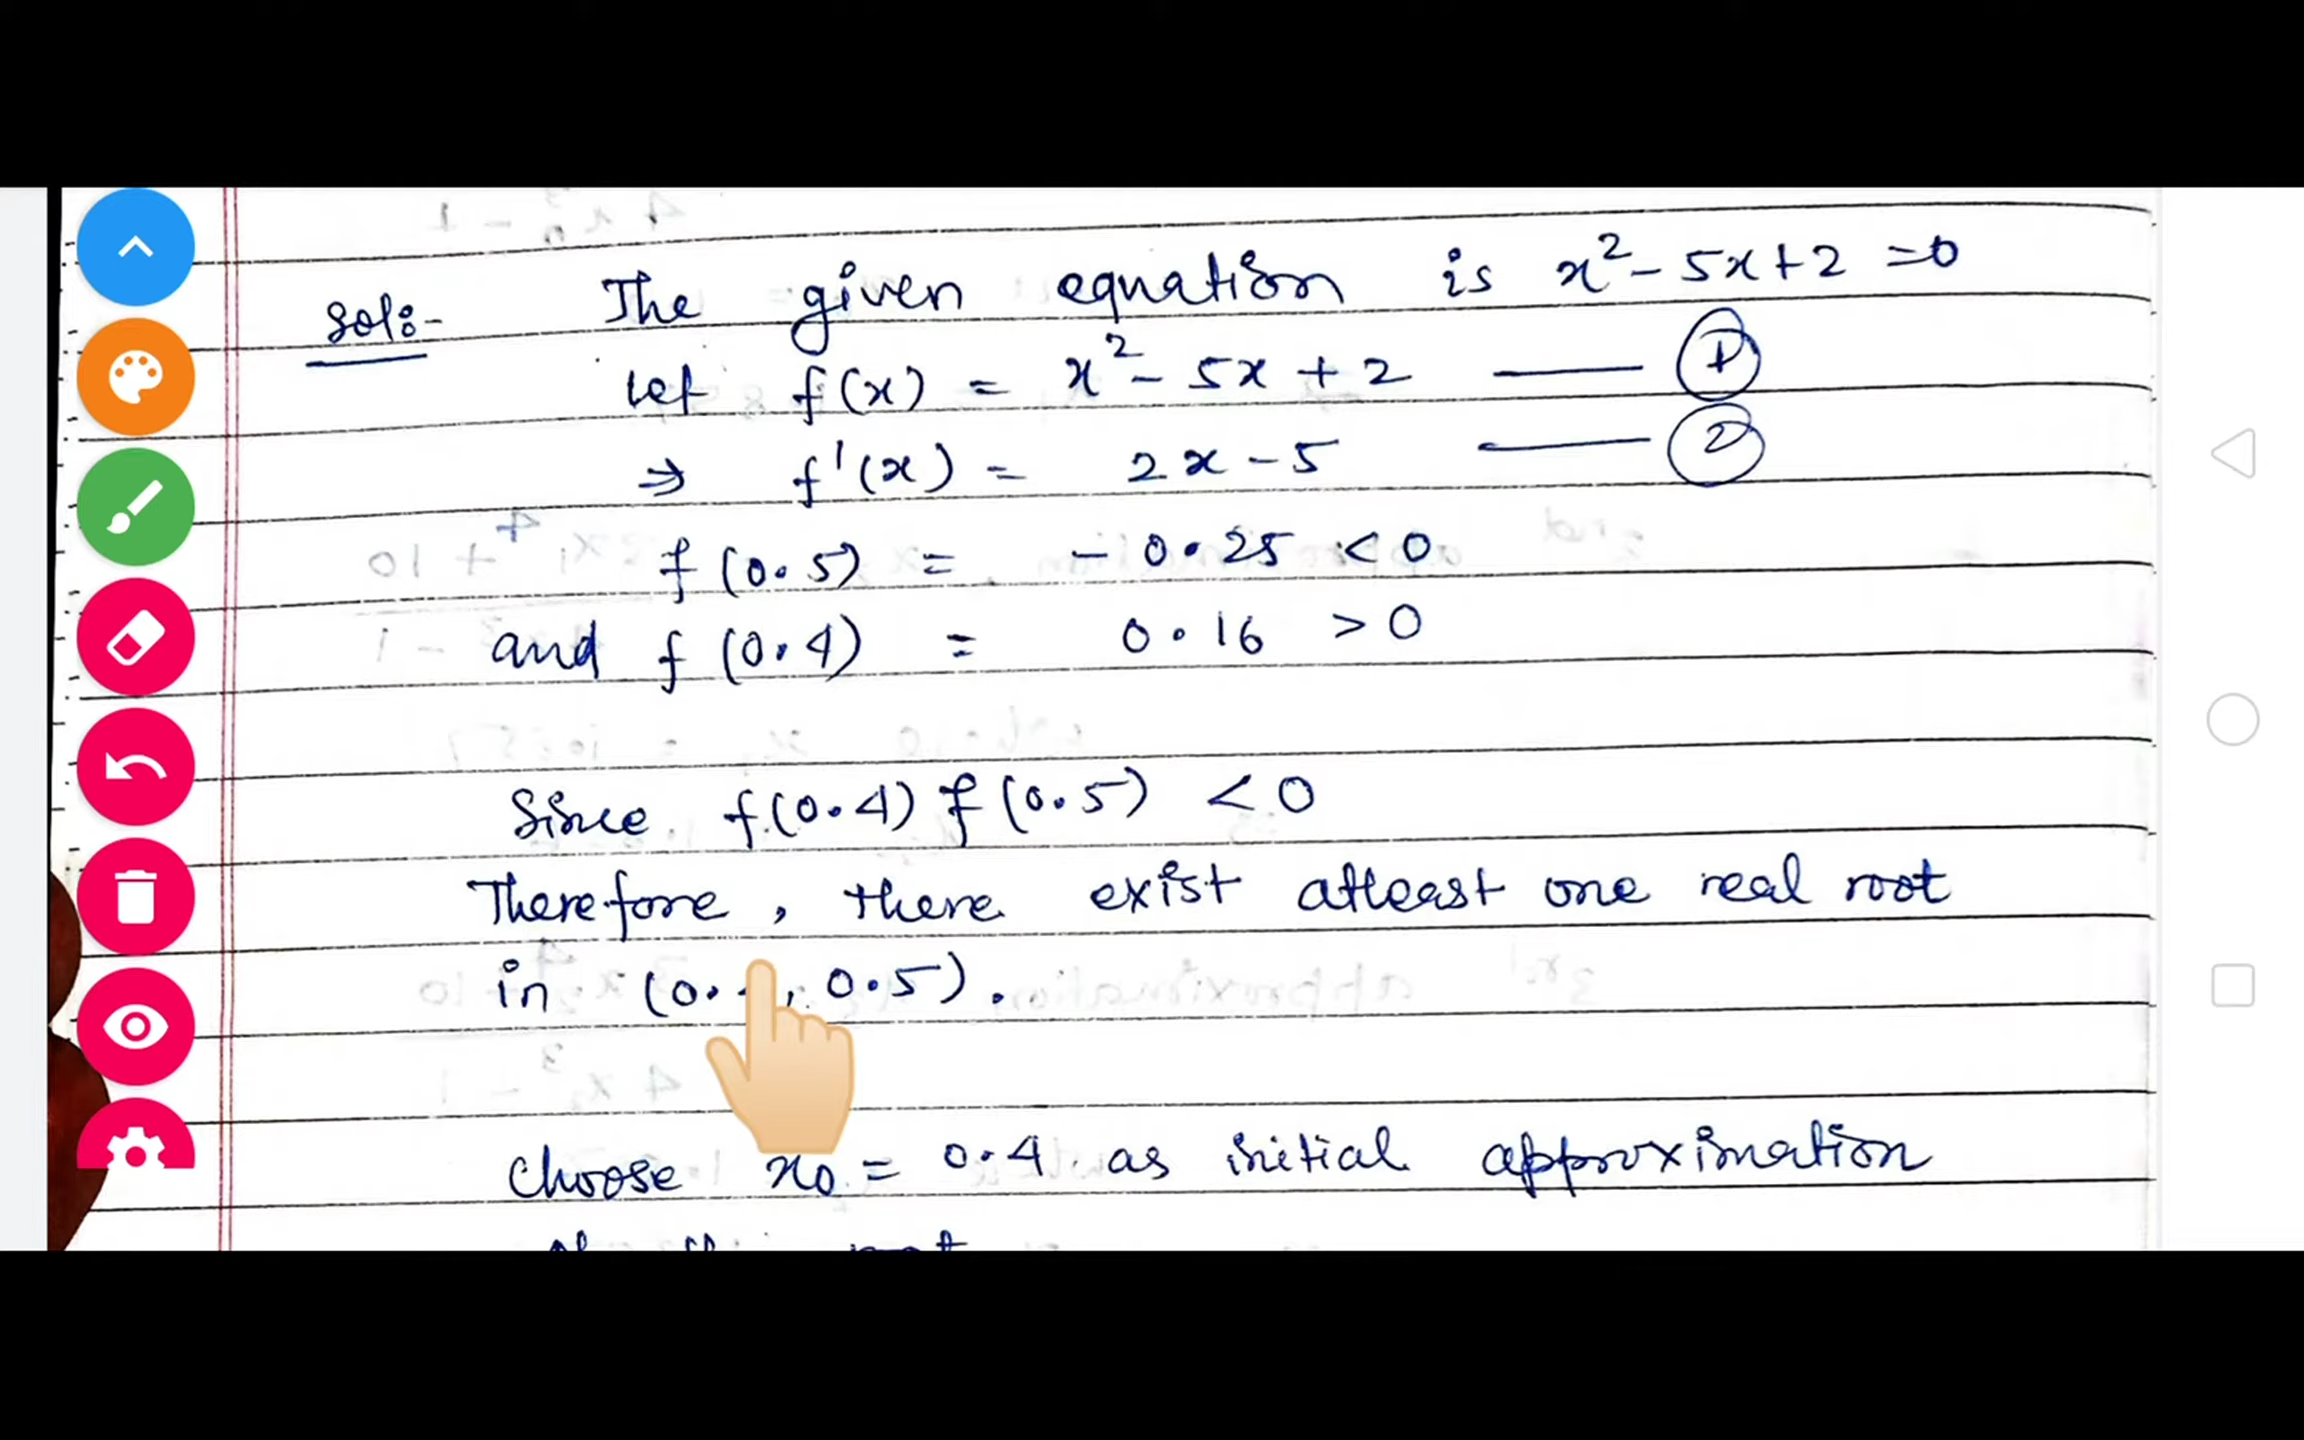 Sol:- The given equation is x² - 5x + 2 = 0
Let f(x) = x² - 5x + 2 —— ①
⇒ f'(x) = 2x - 5 —— ②
f(0.5) = - 0.25 < 0
and f(0.4) = 0.16 > 0
Since f(0.4) f(0.5) < 0
Therefore, there exist atleast one real root
in (0. , 0.5).
Choose x₀ = 0.4 as initial approximation